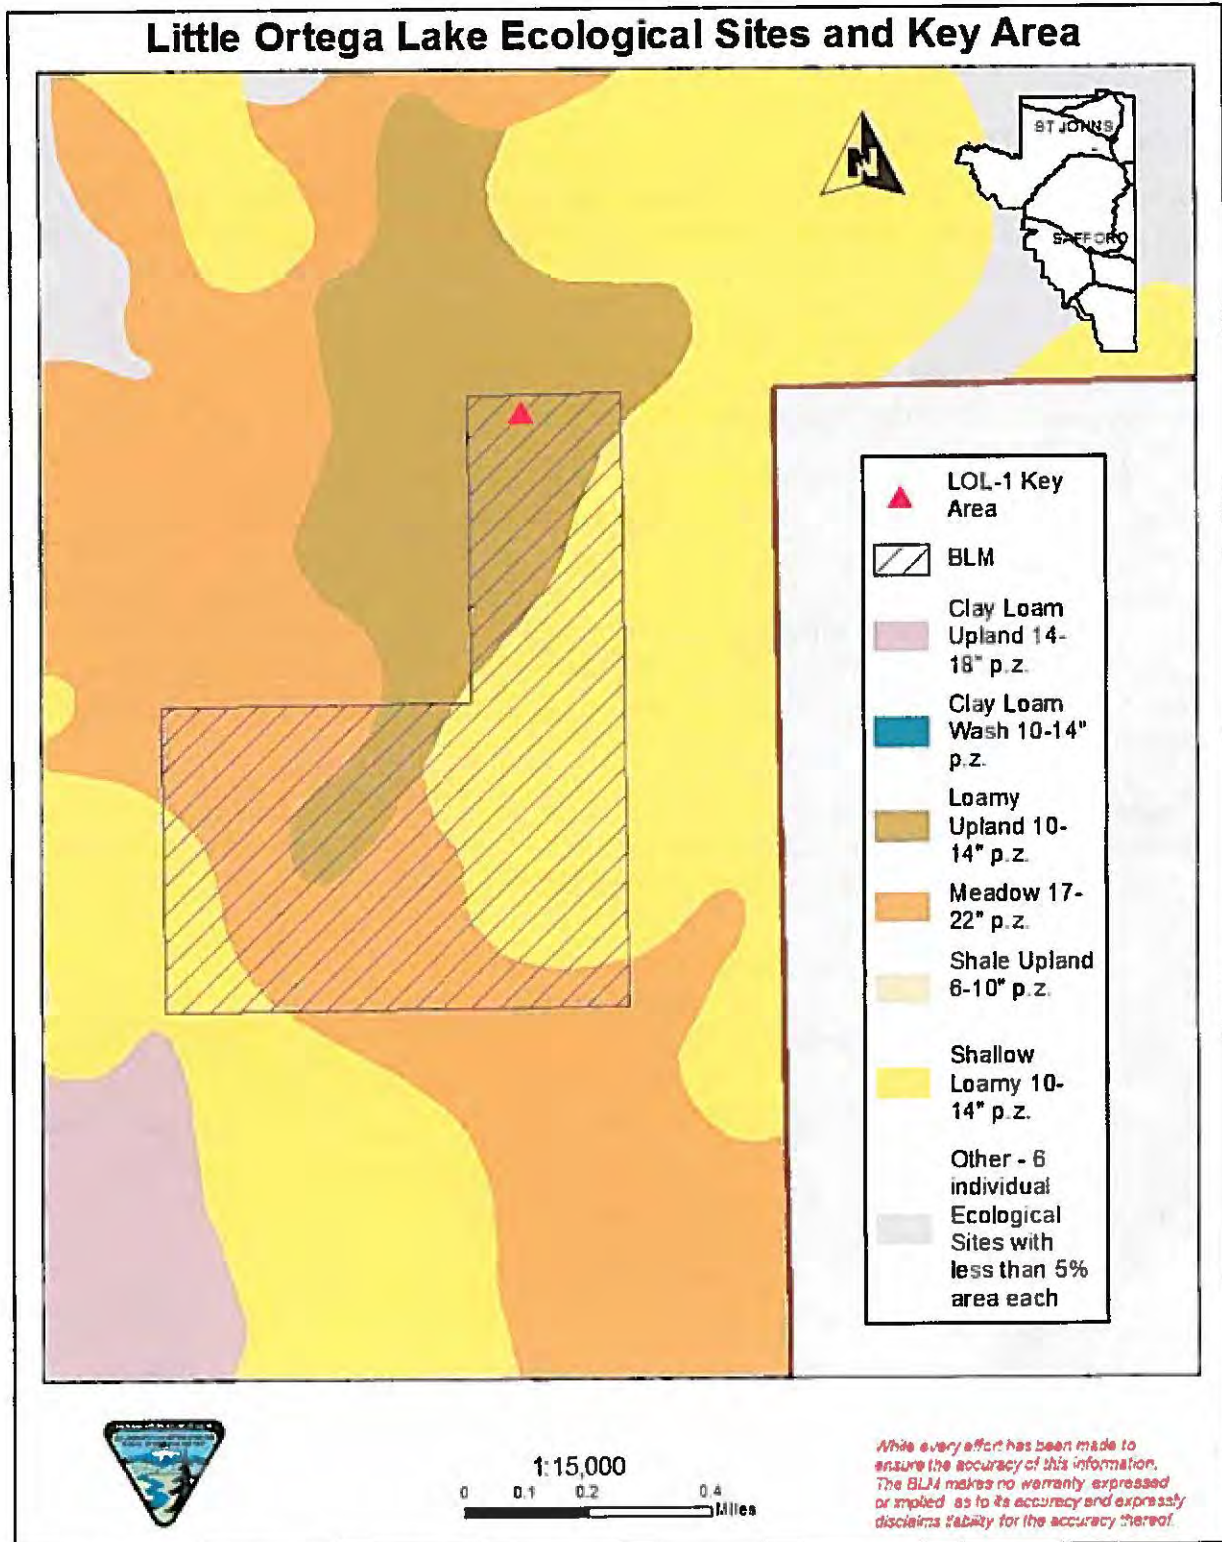 Little Ortega Lake Ecological Sites and Key Area
N
ST JOHNS
SAFFORD
LOL-1 Key
Area
BLM
Clay Loam
Upland 14-
18" p.z.
Clay Loam
Wash 10-14"
p.z.
Loamy
Upland 10-
14" p.z.
Meadow 17-
22" p.z.
Shale Upland
6-10" p.z.
Shallow
Loamy 10-
14" p.z.
Other - 6
individual
Ecological
Sites with
less than 5%
area each
1:15,000
0 0.1 0.2 0.4
Miles
While every effort has been made to
ensure the accuracy of this information.
The BLM makes no warranty expressed
or implied as to its accuracy and expressly
disclaims liability for the accuracy thereof.